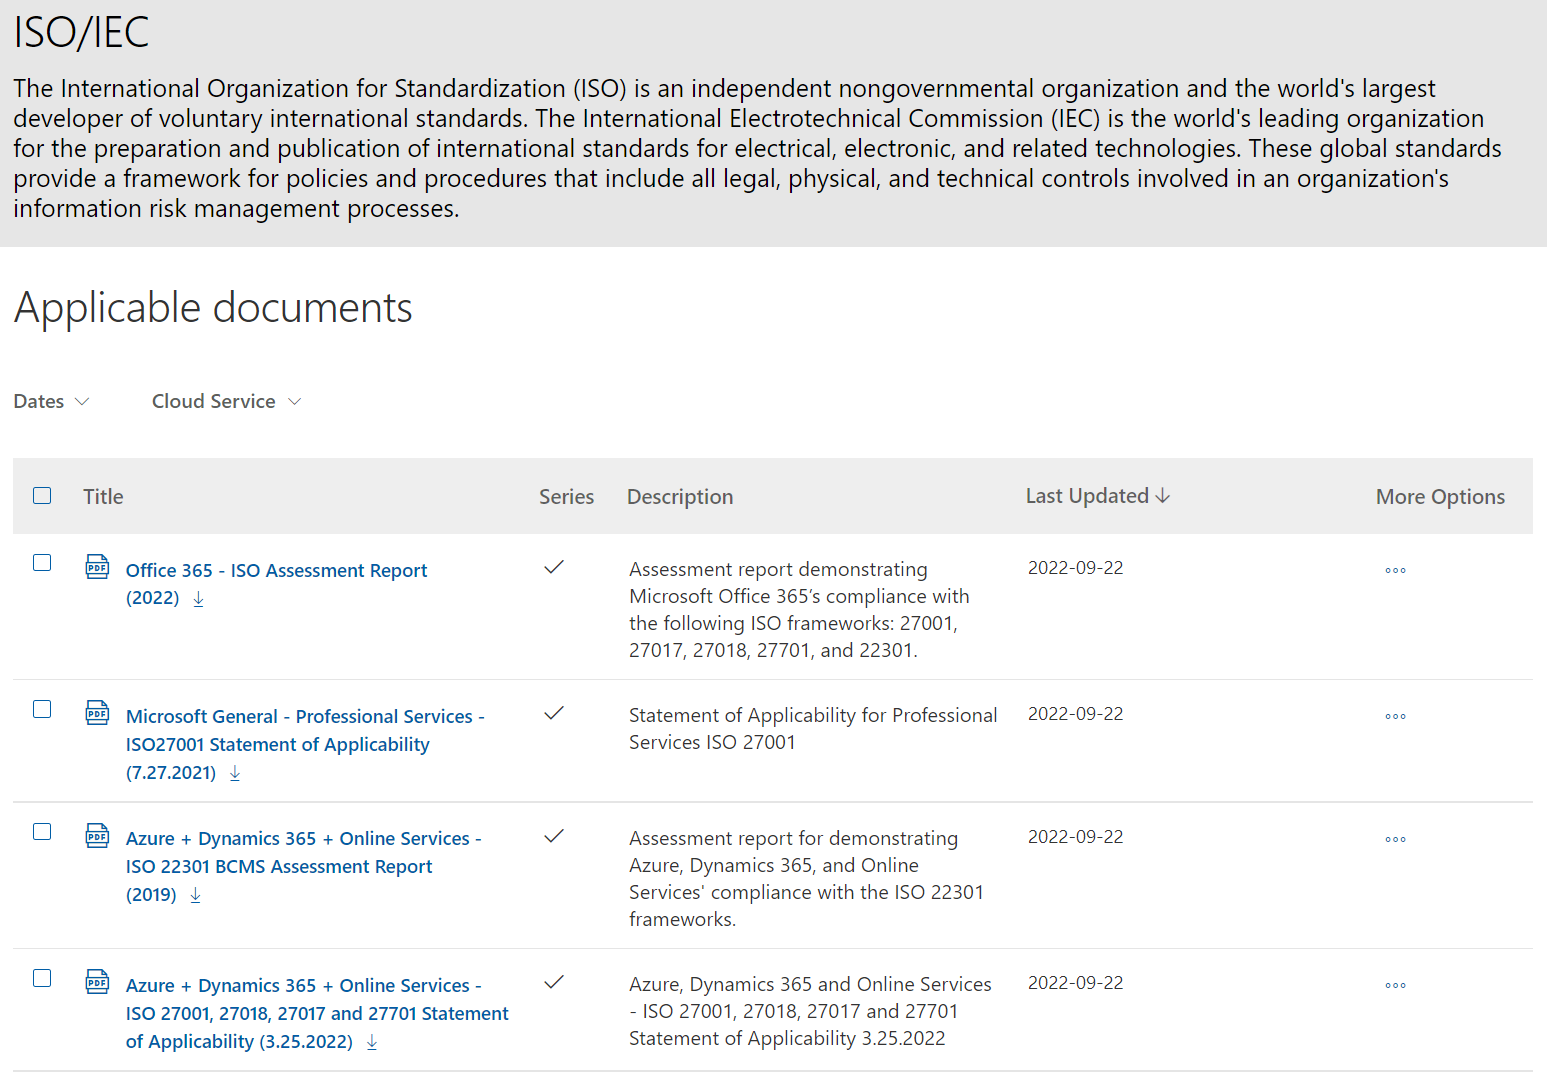 ISO/IEC
The International Organization for Standardization (ISO) is an independent nongovernmental organization and the world's largest
developer of voluntary international standards. The International Electrotechnical Commission (IEC) is the world's leading organization
for the preparation and publication of international standards for electrical, electronic, and related technologies. These global standards
provide a framework for policies and procedures that include all legal, physical, and technical controls involved in an organization's
information risk management processes.
Applicable documents
Dates Cloud Service
Title Series Description Last Updated More Options
PDF
Office 365 - ISO Assessment Report
(2022)
Assessment report demonstrating
Microsoft Office 365’s compliance with
the following ISO frameworks: 27001,
27017, 27018, 27701, and 22301.
2022-09-22
PDF
Microsoft General - Professional Services -
ISO27001 Statement of Applicability
(7.27.2021)
Statement of Applicability for Professional
Services ISO 27001
2022-09-22
PDF
Azure + Dynamics 365 + Online Services -
ISO 22301 BCMS Assessment Report
(2019)
Assessment report for demonstrating
Azure, Dynamics 365, and Online
Services' compliance with the ISO 22301
frameworks.
2022-09-22
PDF
Azure + Dynamics 365 + Online Services -
ISO 27001, 27018, 27017 and 27701 Statement
of Applicability (3.25.2022)
Azure, Dynamics 365 and Online Services
- ISO 27001, 27018, 27017 and 27701
Statement of Applicability 3.25.2022
2022-09-22